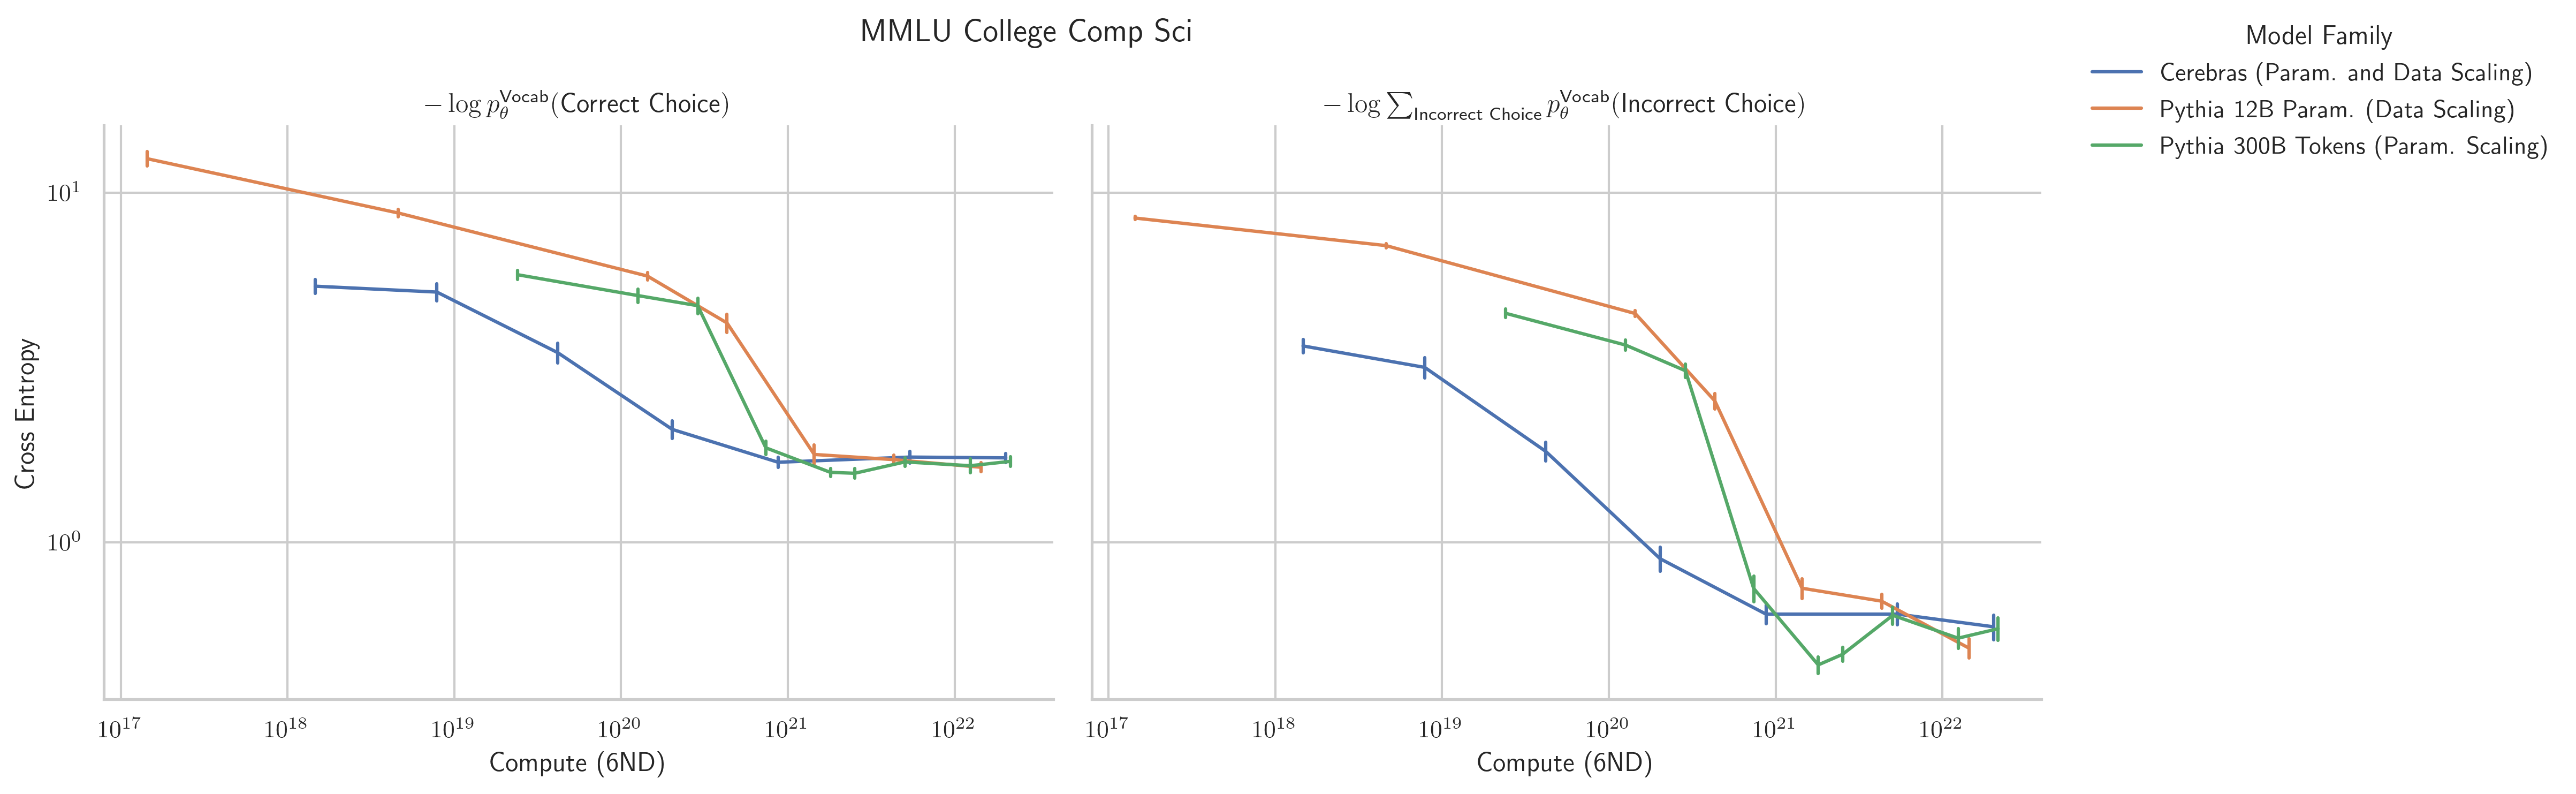 MMLU College Comp Sci
− log p_θ^Vocab(Correct Choice)
− log ∑_Incorrect Choice p_θ^Vocab(Incorrect Choice)
Model Family
Cerebras (Param. and Data Scaling)
Pythia 12B Param. (Data Scaling)
Pythia 300B Tokens (Param. Scaling)
Cross Entropy
10^1
10^0
10^17 10^18 10^19 10^20 10^21 10^22
Compute (6ND)
10^17 10^18 10^19 10^20 10^21 10^22
Compute (6ND)